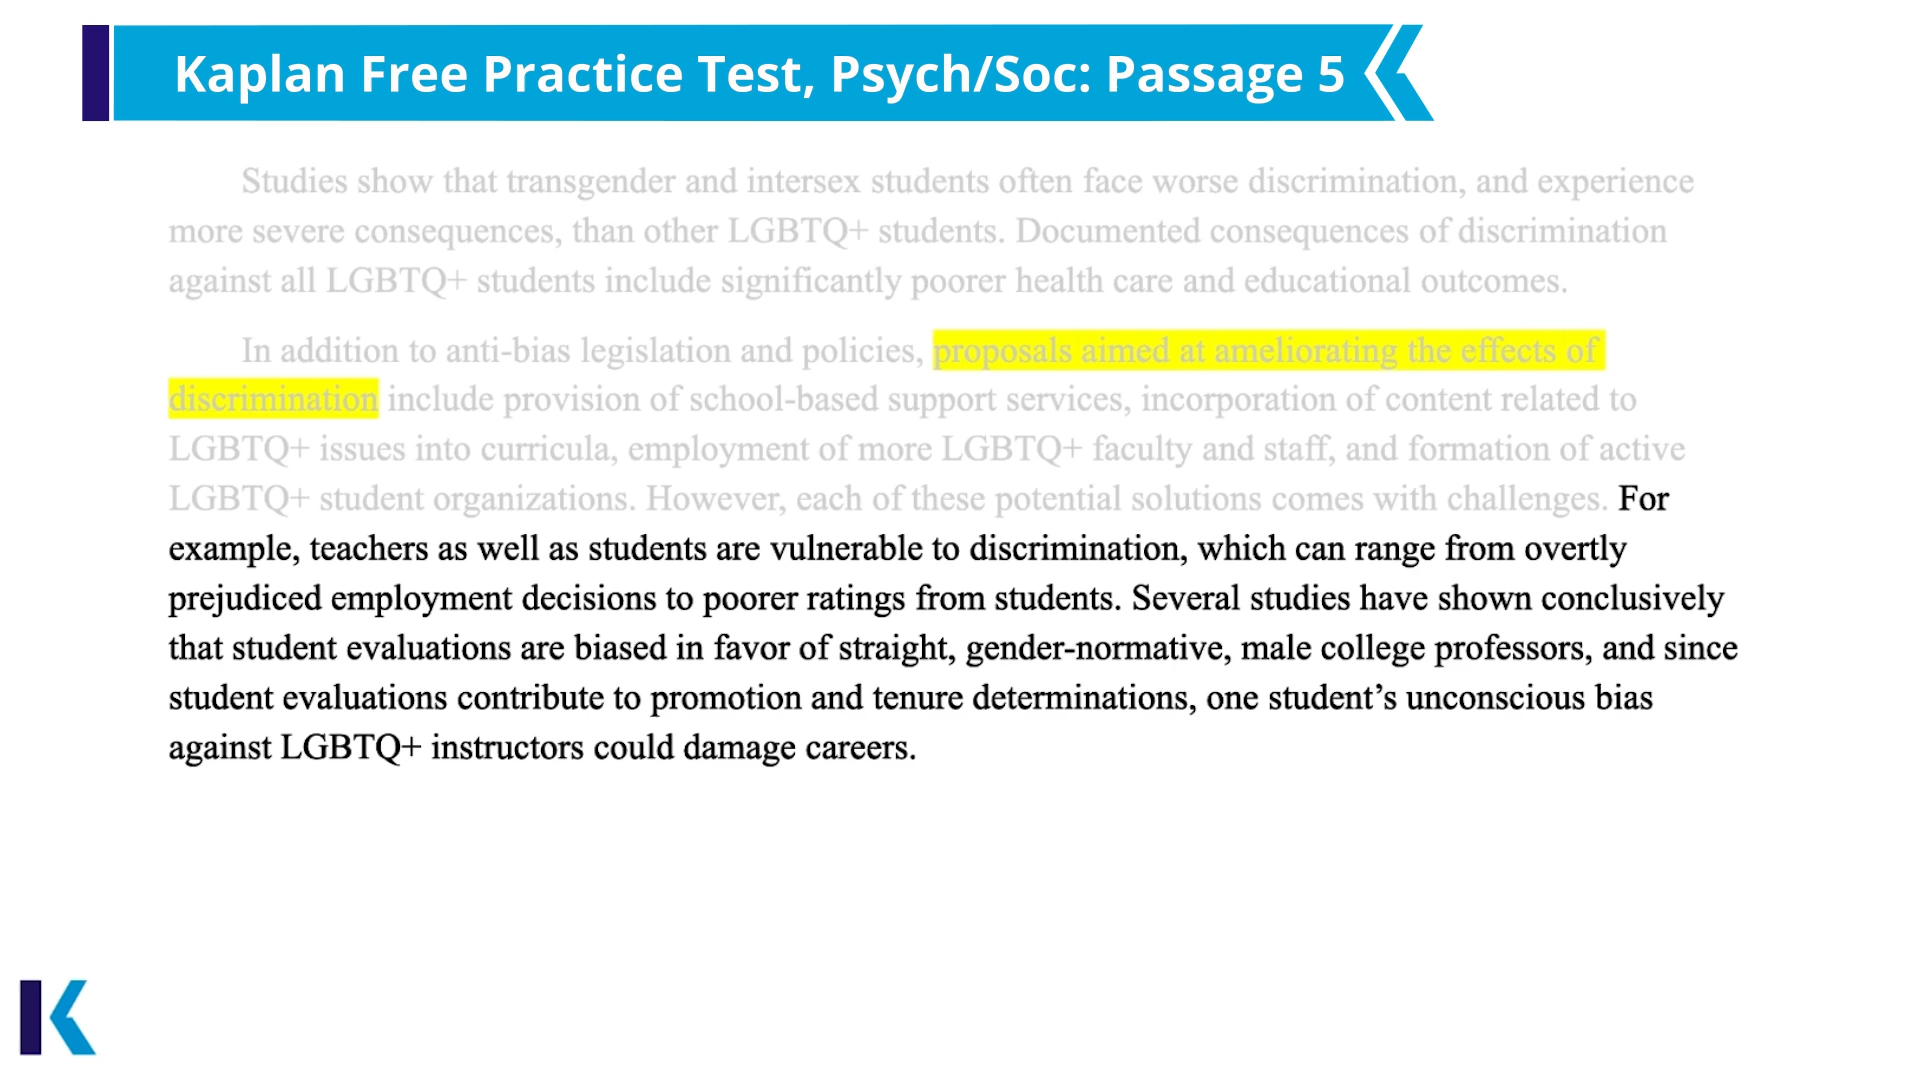 Kaplan Free Practice Test, Psych/Soc: Passage 5
Studies show that transgender and intersex students often face worse discrimination, and experience
more severe consequences, than other LGBTQ+ students. Documented consequences of discrimination
against all LGBTQ+ students include significantly poorer health care and educational outcomes.
In addition to anti-bias legislation and policies, proposals aimed at ameliorating the effects of
discrimination include provision of school-based support services, incorporation of content related to
LGBTQ+ issues into curricula, employment of more LGBTQ+ faculty and staff, and formation of active
LGBTQ+ student organizations. However, each of these potential solutions comes with challenges. For
example, teachers as well as students are vulnerable to discrimination, which can range from overtly
prejudiced employment decisions to poorer ratings from students. Several studies have shown conclusively
that student evaluations are biased in favor of straight, gender-normative, male college professors, and since
student evaluations contribute to promotion and tenure determinations, one student’s unconscious bias
against LGBTQ+ instructors could damage careers.
K